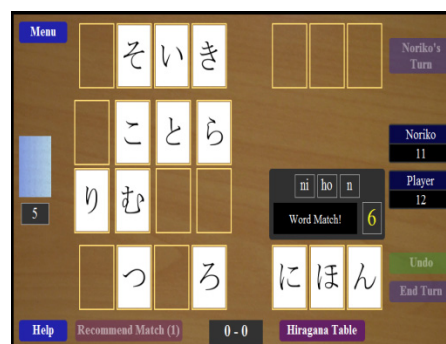 Menu
そ い き
Noriko's
Turn
こ と ら
Noriko
11
り む
ni ho n
Player
12
5
Word Match!
6
つ ろ
に ほ ん
Undo
End Turn
Help
Recommend Match (1)
0 - 0
Hiragana Table